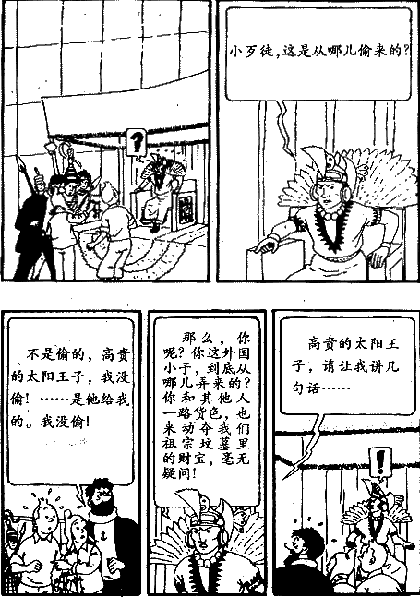 ?
小歹徒,这是从哪儿偷来的?
不是偷的，高贵
的太阳王子，我没
偷！……是他给我
的。我没偷！
那么，你
呢？你这外国
小子，到底从
哪儿弄来的？
你和其他人
一路货色，也
来动夺我们
祖宗坟墓里
的财宝，毫无
疑问！
高贵的太阳王
子，请让我讲几
句话……
!